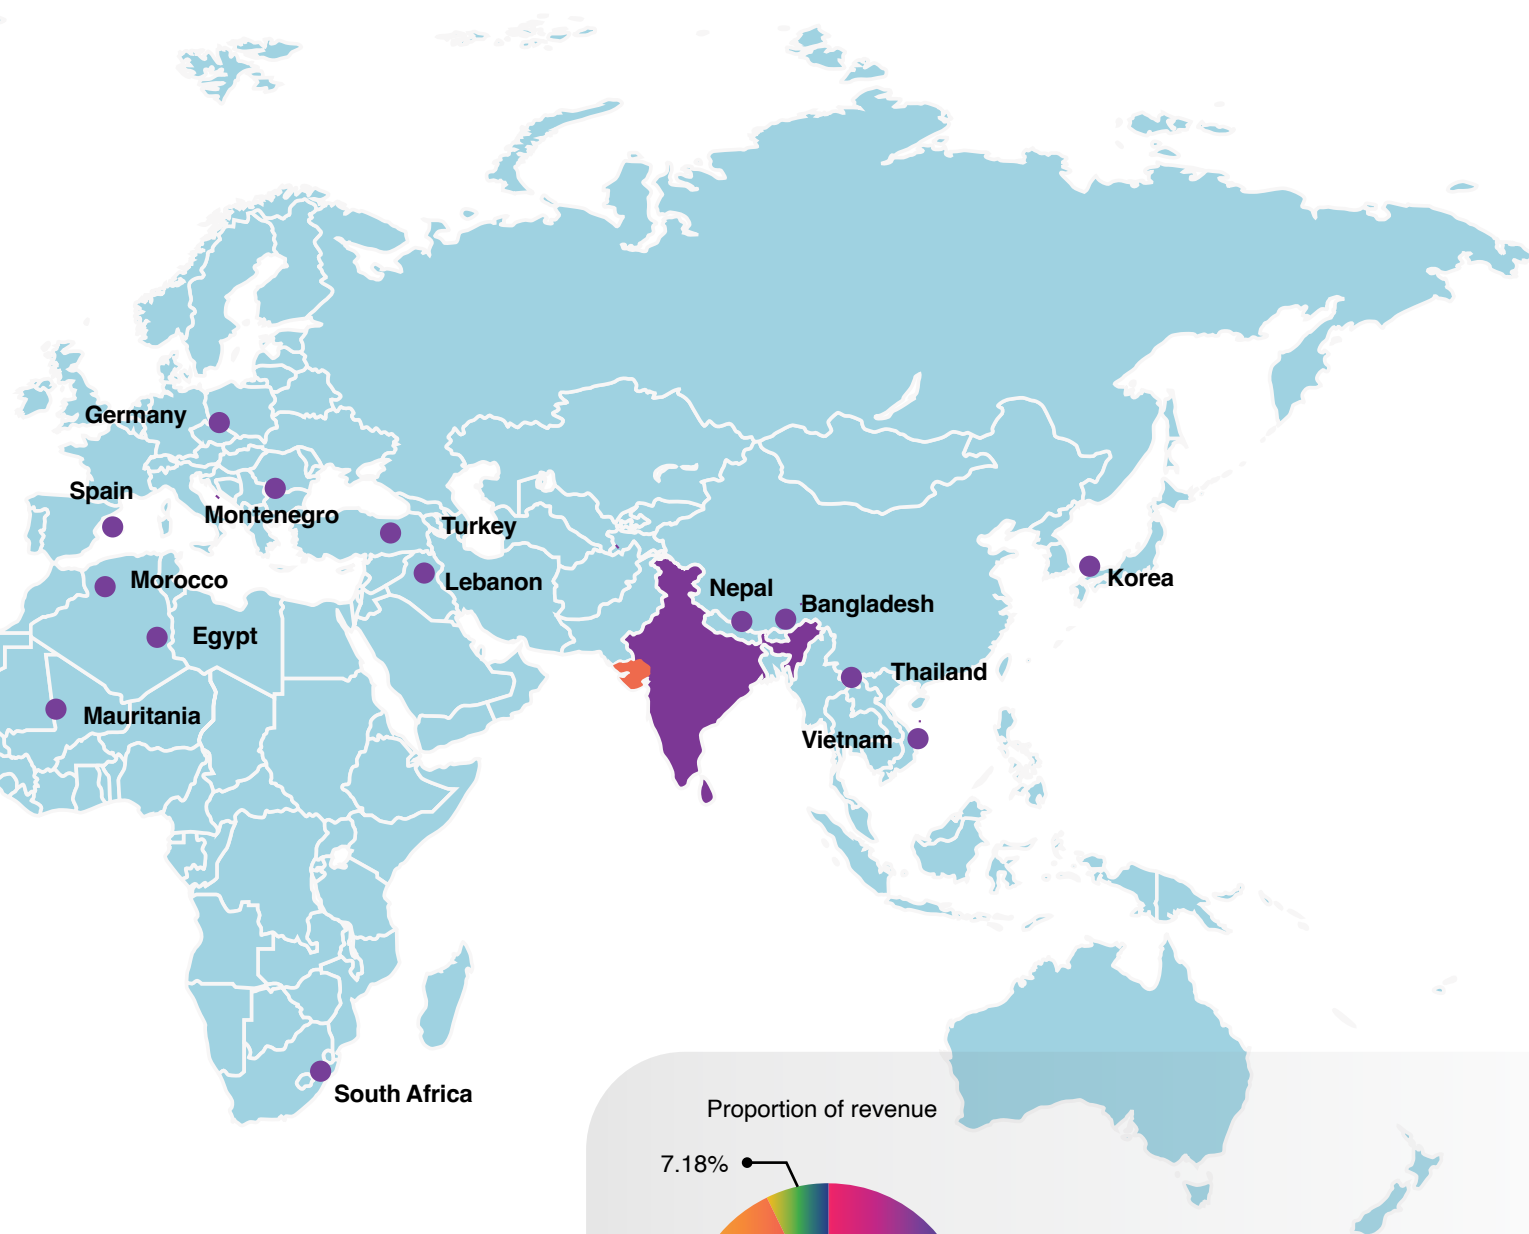 Germany
Spain
Montenegro
Turkey
Morocco
Lebanon
Nepal
Korea
Bangladesh
Egypt
Thailand
Mauritania
Vietnam
South Africa
Proportion of revenue
7.18%